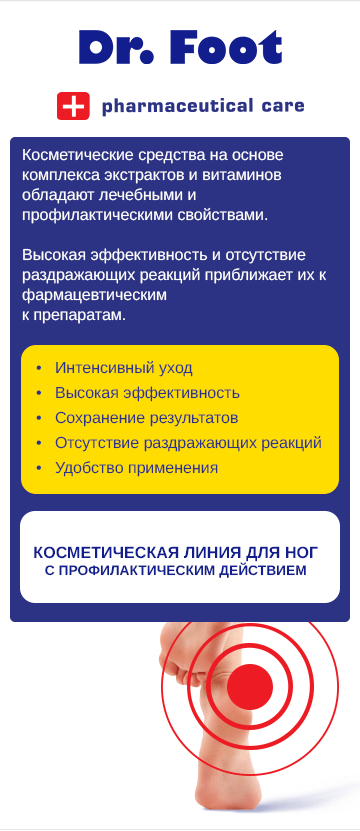 Dr. Foot
pharmaceutical care
Косметические средства на основе
комплекса экстрактов и витаминов
обладают лечебными и
профилактическими свойствами.
Высокая эффективность и отсутствие
раздражающих реакций приближает их к
фармацевтическим
к препаратам.
• Интенсивный уход
• Высокая эффективность
• Сохранение результатов
• Отсутствие раздражающих реакций
• Удобство применения
КОСМЕТИЧЕСКАЯ ЛИНИЯ ДЛЯ НОГ
С ПРОФИЛАКТИЧЕСКИМ ДЕЙСТВИЕМ